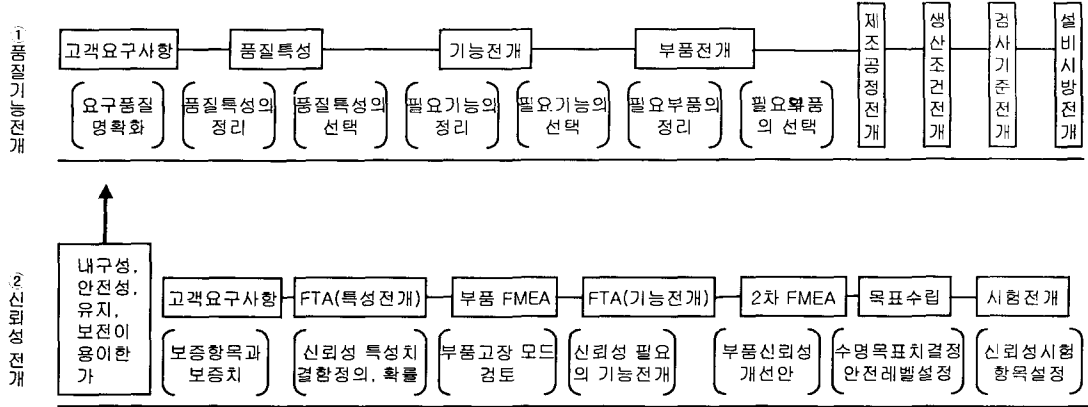 ① 품질기능전개
고객요구사항 품질특성 기능전개 부품전개
제조공정전개
생산조건전개
검사기준전개
설비시방전개
요구품질 품질특성의 품질특성의 필요기능의 필요기능의 필요부품의
명확화 정리 선택 정리 선택 정리 의 선택
② 신뢰성 전개
내구성,
안전성,
유지,
보전이
용이한
가
고객요구사항 FTA(특성전개) 부품 FMEA FTA(기능전개) 2차 FMEA 목표수립 시험전개
보증항목과 신뢰성 특성치 부품고장 모드 신뢰성 필요 부품신뢰성 수명목표치결정 신뢰성시험
보증치 결함정의, 확률 검토 의 기능전개 개선안 안전레벨설정 항목설정